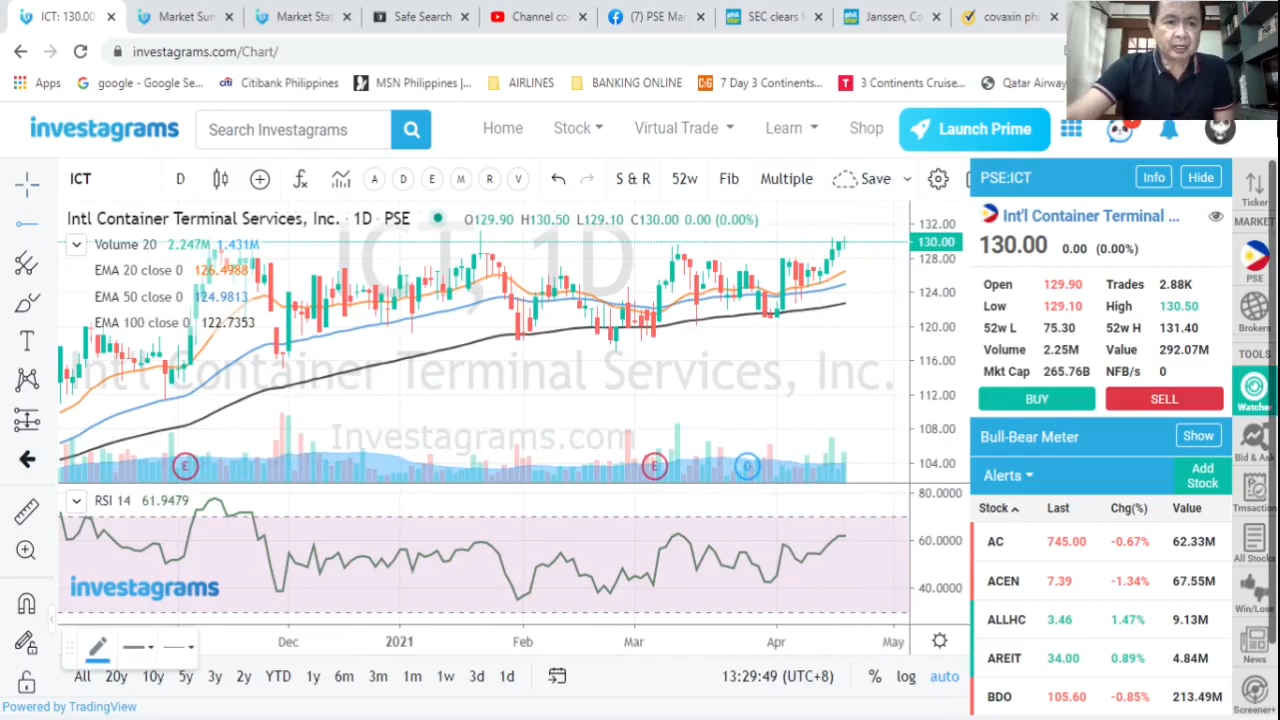 ICT: 130.00
Market Sum
Market Stat
Safe Search
Channel co
(7) PSE Mar
SEC clears
Janssen, Co
covaxin phi
investagrams.com/Chart/
Apps
google - Google Se...
Citibank Philippines
MSN Philippines |...
AIRLINES
BANKING ONLINE
7 Day 3 Continents...
3 Continents Cruise...
Qatar Airway
investagrams
Search Investagrams
Home
Stock
Virtual Trade
Learn
Shop
Launch Prime
ICT
D
A
D
E
M
R
V
S & R
52w
Fib
Multiple
Save
Intl Container Terminal Services, Inc. · 1D · PSE
O129.90 H130.50 L129.10 C130.00 0.00 (0.00%)
Volume 20 2.247M 1.431M
EMA 20 close 0 126.4988
EMA 50 close 0 124.9813
EMA 100 close 0 122.7353
ICT, 1D
Int'l Container Terminal Services, Inc.
Investagrams.com
E
E
D
132.00
130.00
128.00
124.00
120.00
116.00
112.00
108.00
104.00
RSI 14 61.9479
80.0000
60.0000
40.0000
investagrams
Dec
2021
Feb
Mar
Apr
May
All
20y
10y
5y
3y
2y
YTD
1y
6m
3m
1m
1w
3d
1d
13:29:49 (UTC+8)
%
log
auto
Powered by TradingView
PSE:ICT
Info
Hide
Int'l Container Terminal ...
130.00 0.00 (0.00%)
Open 129.90 Trades 2.88K
Low 129.10 High 130.50
52w L 75.30 52w H 131.40
Volume 2.25M Value 292.07M
Mkt Cap 265.76B NFB/s 0
BUY
SELL
Bull-Bear Meter
Show
Alerts
Add
Stock
Stock Last Chg(%) Value
AC 745.00 -0.67% 62.33M
ACEN 7.39 -1.34% 67.55M
ALLHC 3.46 1.47% 9.13M
AREIT 34.00 0.89% 4.84M
BDO 105.60 -0.85% 213.49M
Ticker
MARKET
PSE
Brokers
TOOLS
Watcher
Bid & Ask
Trnsaction
All Stocks
Win/Lose
News
Screener+